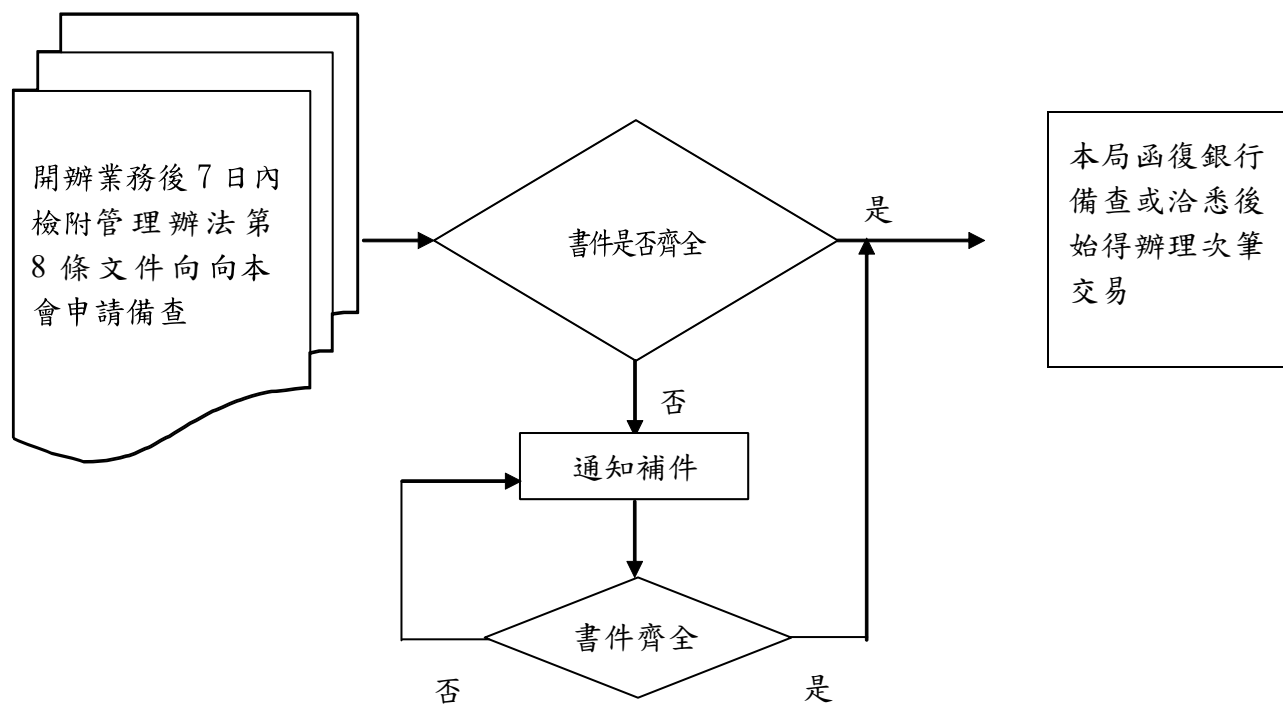 開辦業務後 7 日內
檢附管理辦法第
8 條文件向向本
會申請備查
書件是否齊全
是
本局函復銀行
備查或洽悉後
始得辦理次筆
交易
否
通知補件
書件齊全
否
是